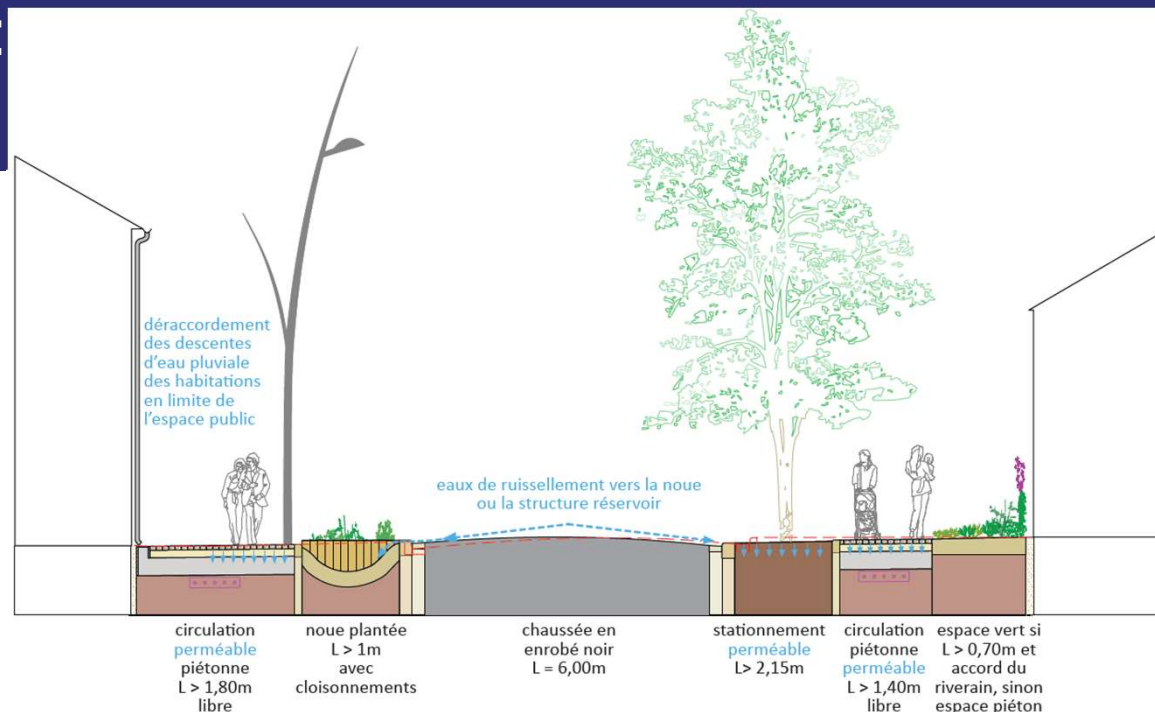 déraccordement
des descentes
d'eau pluviale
des habitations
en limite de
l'espace public
eaux de ruissellement vers la noue
ou la structure réservoir
circulation
perméable
piétonne
L > 1,80m
libre
noue plantée
L > 1m
avec
cloisonnements
chaussée en
enrobé noir
L = 6,00m
stationnement
perméable
L> 2,15m
circulation
piétonne
perméable
L > 1,40m
libre
espace vert si
L > 0,70m et
accord du
riverain, sinon
espace piéton